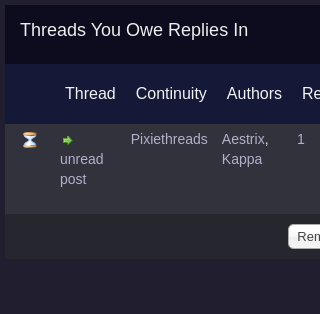 Threads You Owe Replies In
Thread Continuity Authors Re
unread post Pixiethreads Aestrix, Kappa 1
Rem